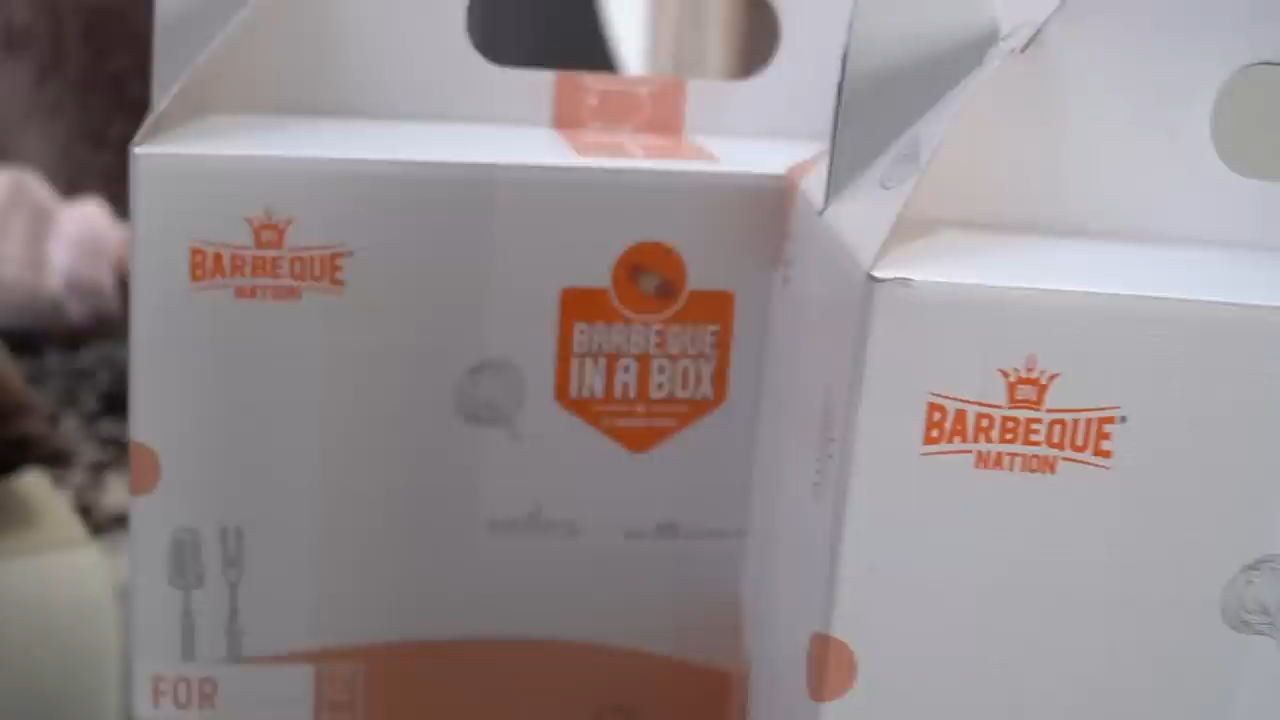 BARBEQUE
NATION
BARBEQUE
IN A BOX
FOR
BARBEQUE
NATION